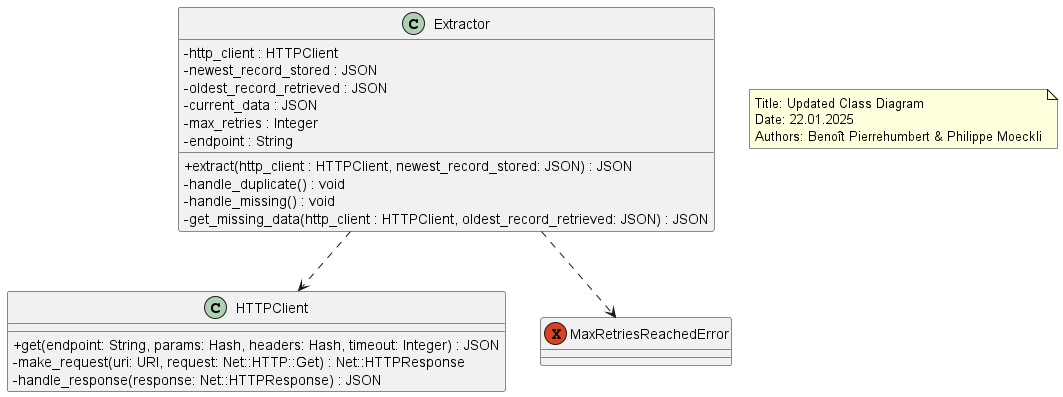 C Extractor
-http_client : HTTPClient
-newest_record_stored : JSON
-oldest_record_retrieved : JSON
-current_data : JSON
-max_retries : Integer
-endpoint : String
+extract(http_client : HTTPClient, newest_record_stored: JSON) : JSON
-handle_duplicate() : void
-handle_missing() : void
-get_missing_data(http_client : HTTPClient, oldest_record_retrieved: JSON) : JSON
Title: Updated Class Diagram
Date: 22.01.2025
Authors: Benoît Pierrehumbert & Philippe Moeckli
C HTTPClient
+get(endpoint: String, params: Hash, headers: Hash, timeout: Integer) : JSON
-make_request(uri: URI, request: Net::HTTP::Get) : Net::HTTPResponse
-handle_response(response: Net::HTTPResponse) : JSON
X MaxRetriesReachedError